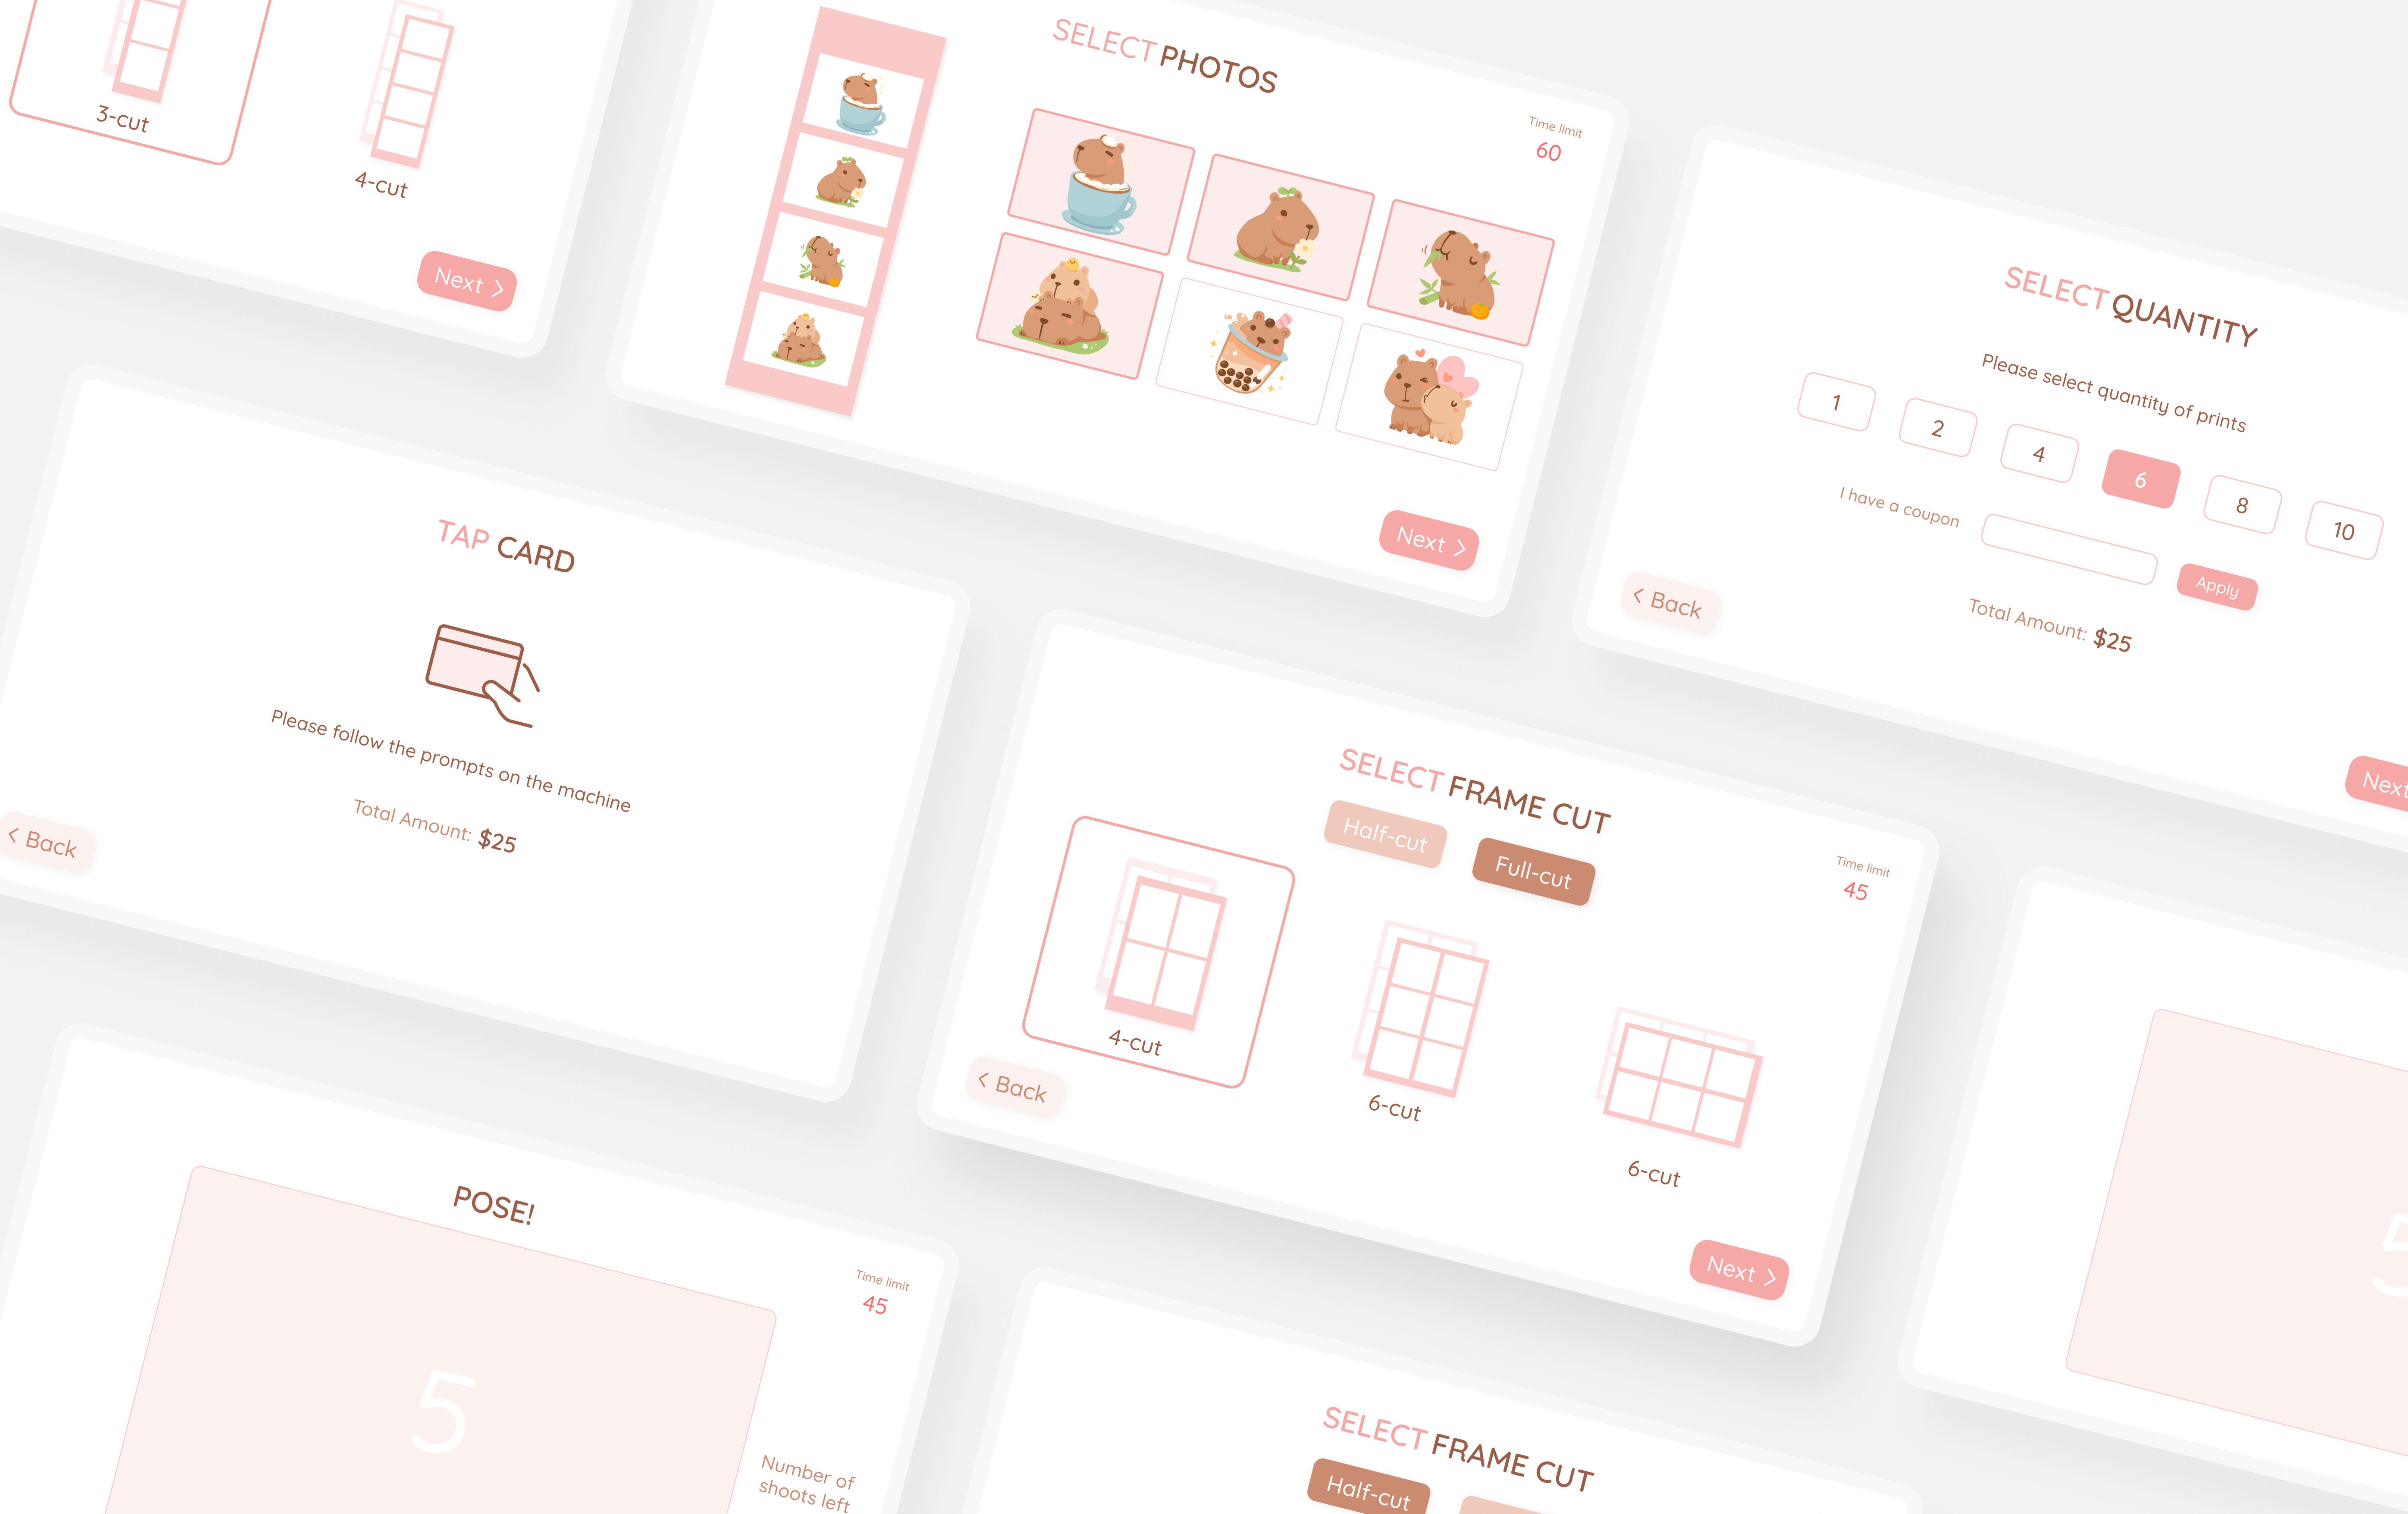 3-cut
4-cut
Next
SELECT PHOTOS
Time limit
60
Next
SELECT QUANTITY
Please select quantity of prints
1
2
4
6
8
10
I have a coupon
Apply
Total Amount: $25
Back
Next
TAP CARD
Please follow the prompts on the machine
Total Amount: $25
Back
SELECT FRAME CUT
Half-cut
Full-cut
Time limit
45
4-cut
6-cut
6-cut
Back
Next
POSE!
Time limit
45
5
Number of
shoots left
SELECT FRAME CUT
Half-cut
5